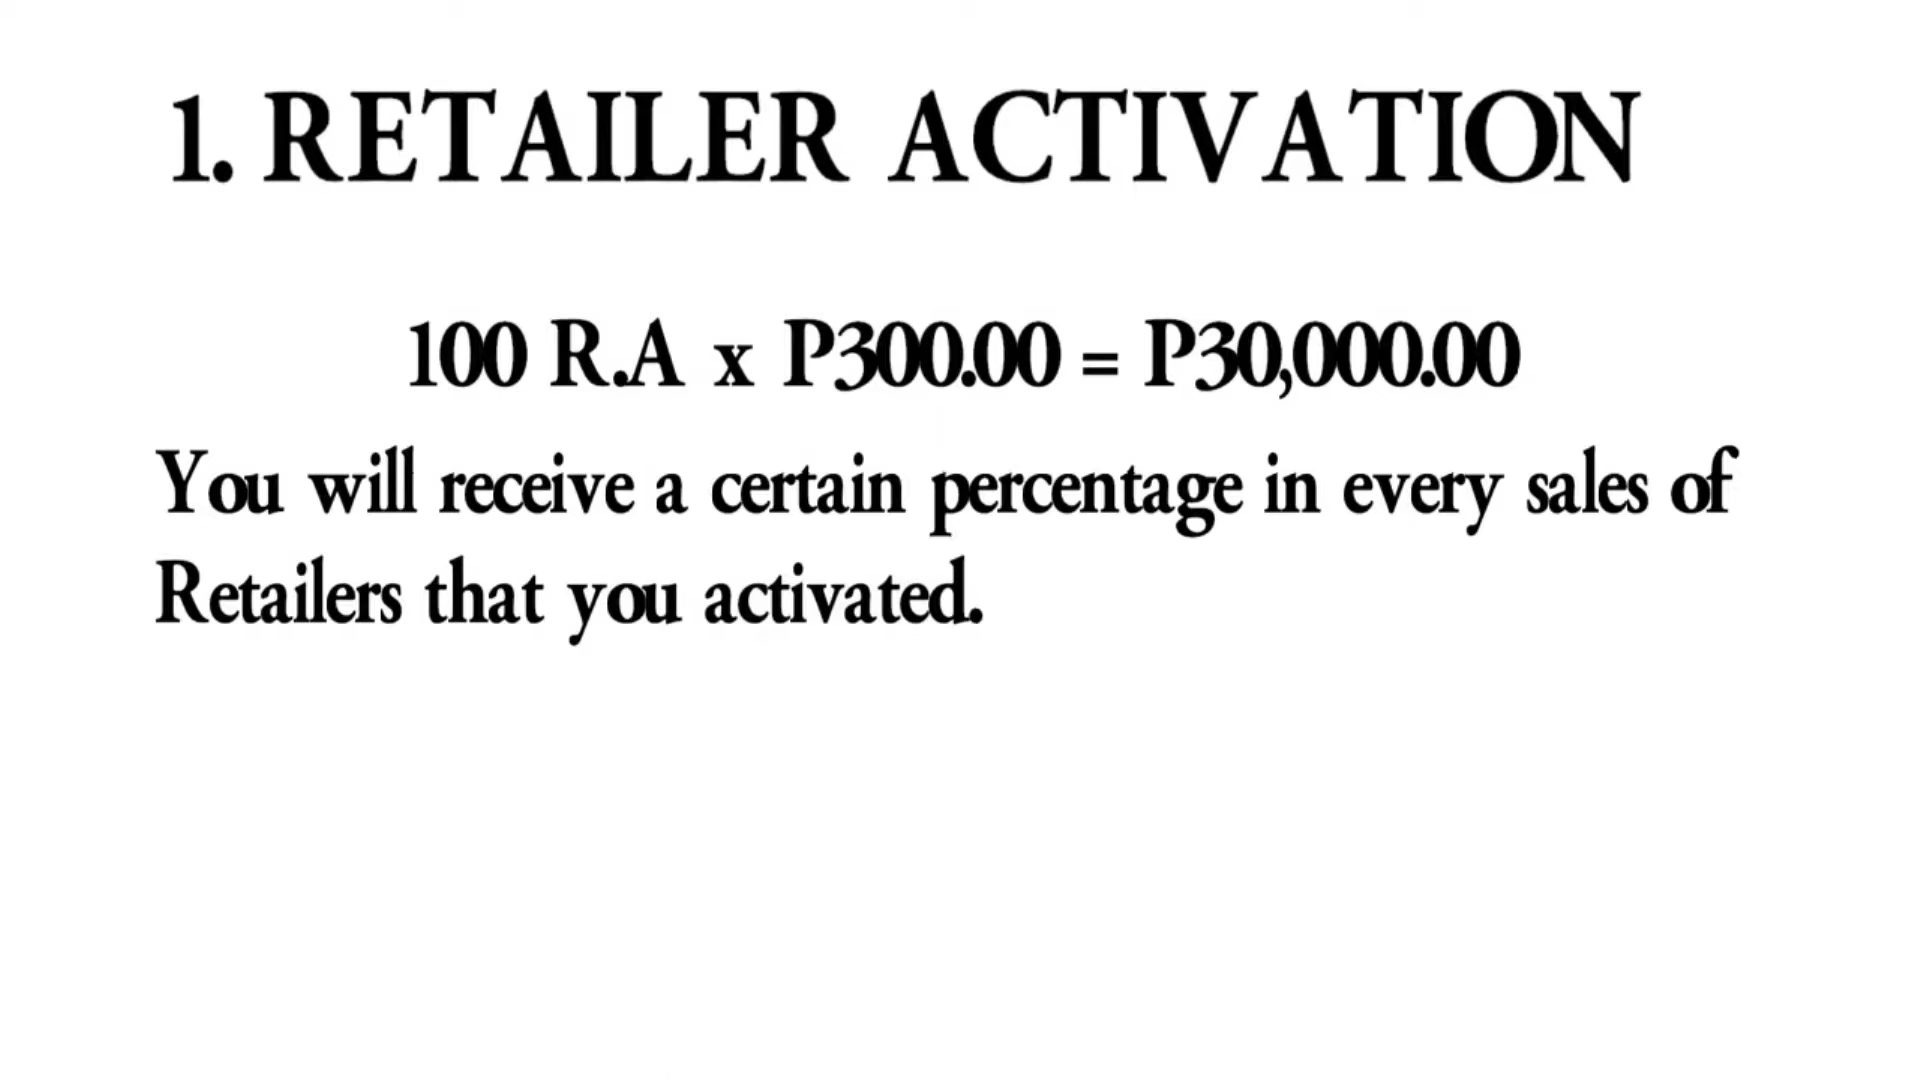 1. RETAILER ACTIVATION
100 R.A x P300.00 = P30,000.00
You will receive a certain percentage in every sales of
Retailers that you activated.